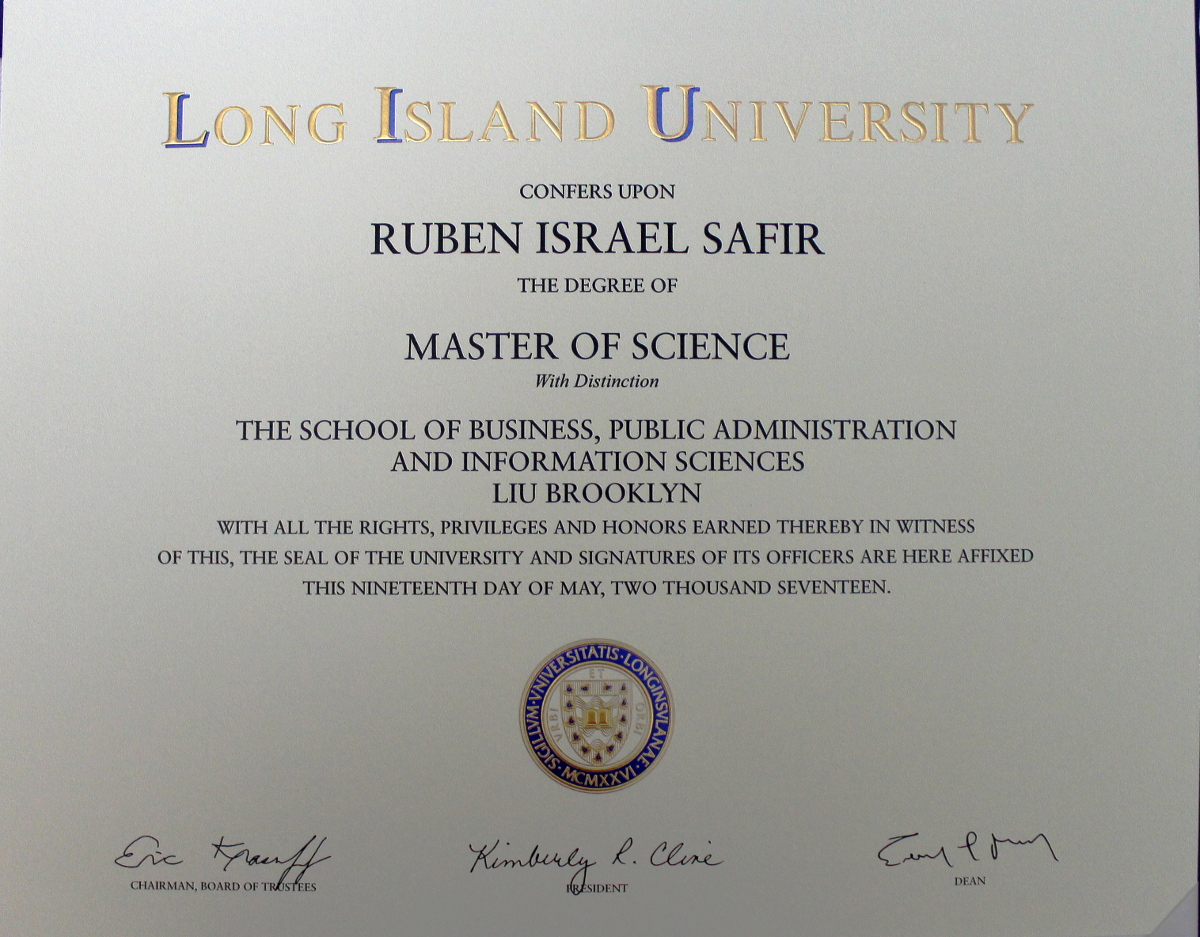 LONG ISLAND UNIVERSITY
CONFERS UPON
RUBEN ISRAEL SAFIR
THE DEGREE OF
MASTER OF SCIENCE
With Distinction
THE SCHOOL OF BUSINESS, PUBLIC ADMINISTRATION
AND INFORMATION SCIENCES
LIU BROOKLYN
WITH ALL THE RIGHTS, PRIVILEGES AND HONORS EARNED THEREBY IN WITNESS
OF THIS, THE SEAL OF THE UNIVERSITY AND SIGNATURES OF ITS OFFICERS ARE HERE AFFIXED
THIS NINETEENTH DAY OF MAY, TWO THOUSAND SEVENTEEN.
SIGILLVM·VNIVERSITATIS·LONGINSVLANAE·MCMXXVI·
ET
VRBI ORBI
Eric Kimberly R. Cline
CHAIRMAN, BOARD OF TRUSTEES PRESIDENT DEAN